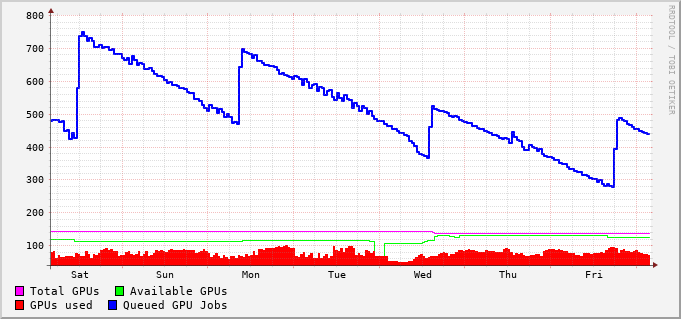 800
700
600
500
400
300
200
100
Sat Sun Mon Tue Wed Thu Fri
Total GPUs Available GPUs
GPUs used Queued GPU Jobs
RRDTOOL / TOBI OETIKER